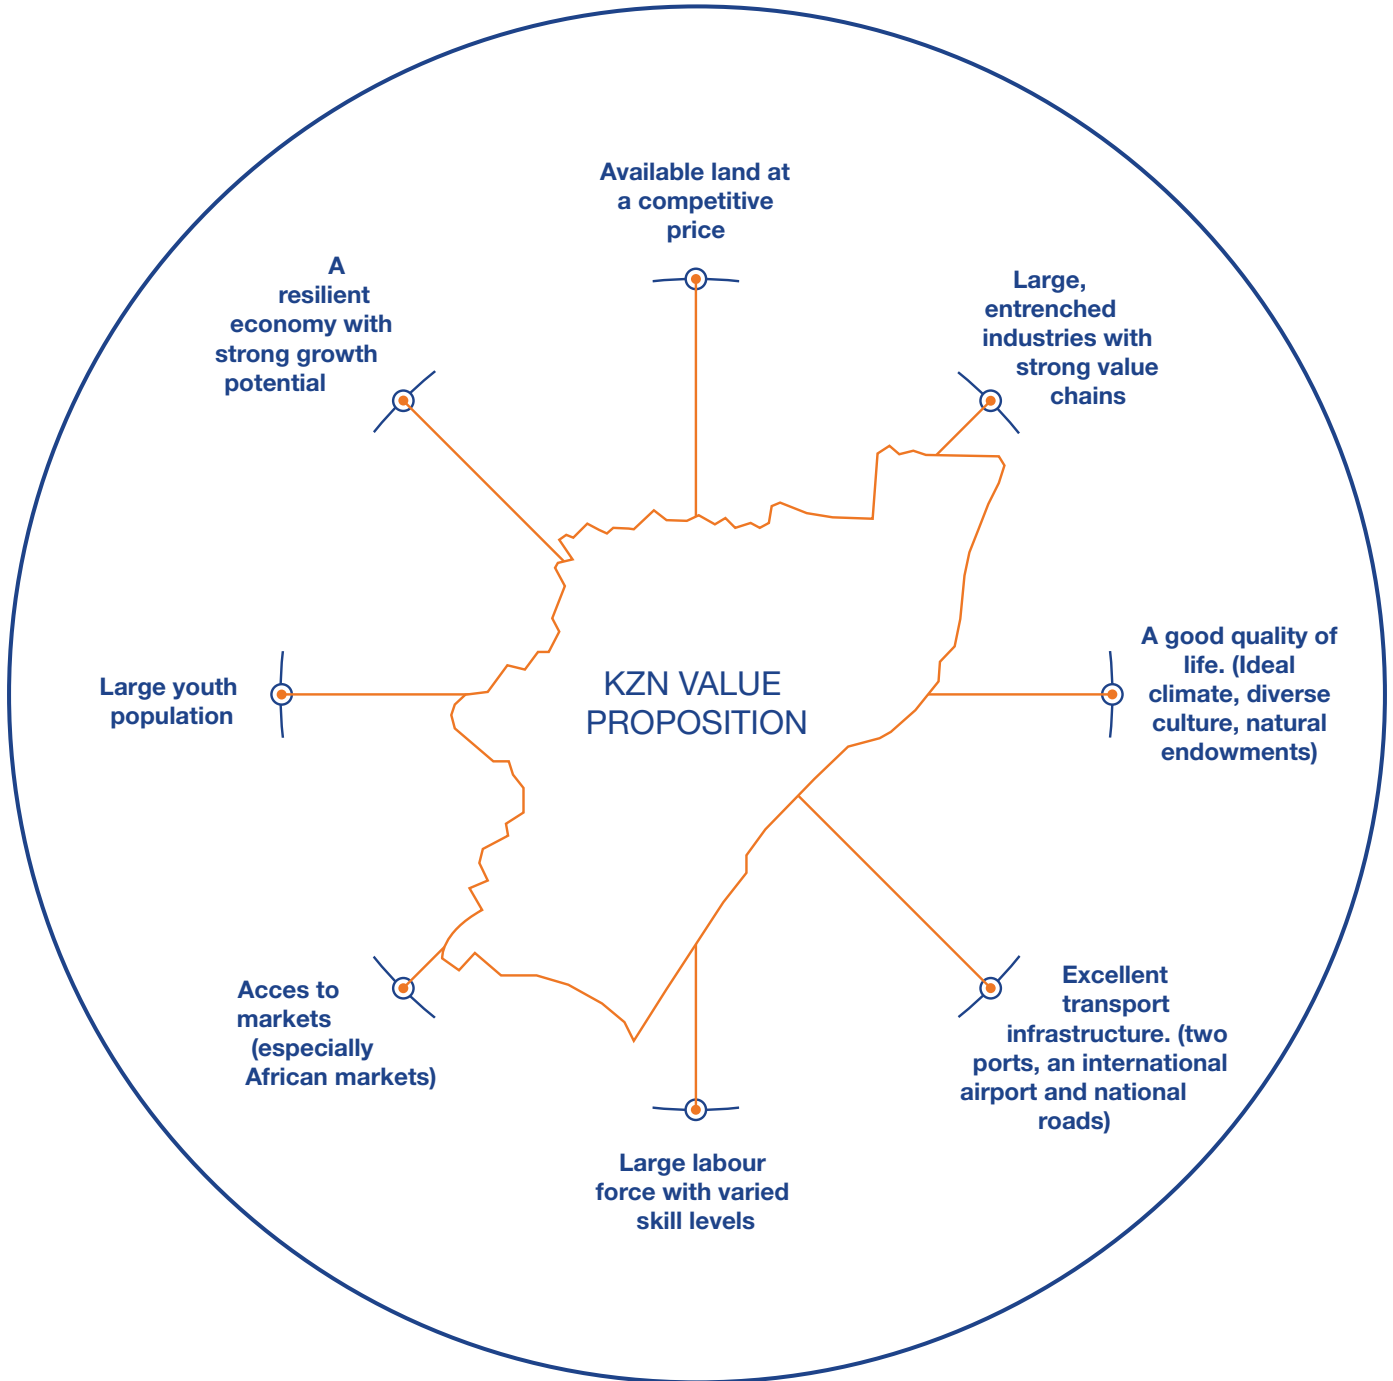 Available land at
a competitive
price
A
resilient
economy with
strong growth
potential
Large,
entrenched
industries with
strong value
chains
Large youth
population
KZN VALUE
PROPOSITION
A good quality of
life. (Ideal
climate, diverse
culture, natural
endowments)
Acces to
markets
(especially
African markets)
Excellent
transport
infrastructure. (two
ports, an international
airport and national
roads)
Large labour
force with varied
skill levels